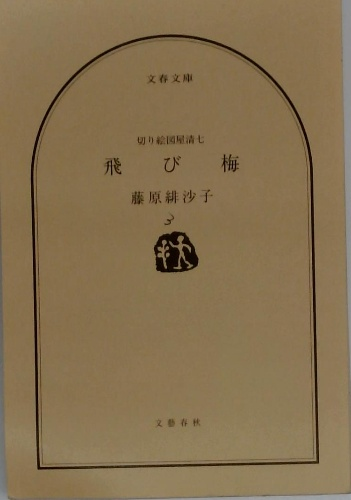 文春文庫
切り絵図屋清七
飛び梅
藤原緋沙子
文藝春秋